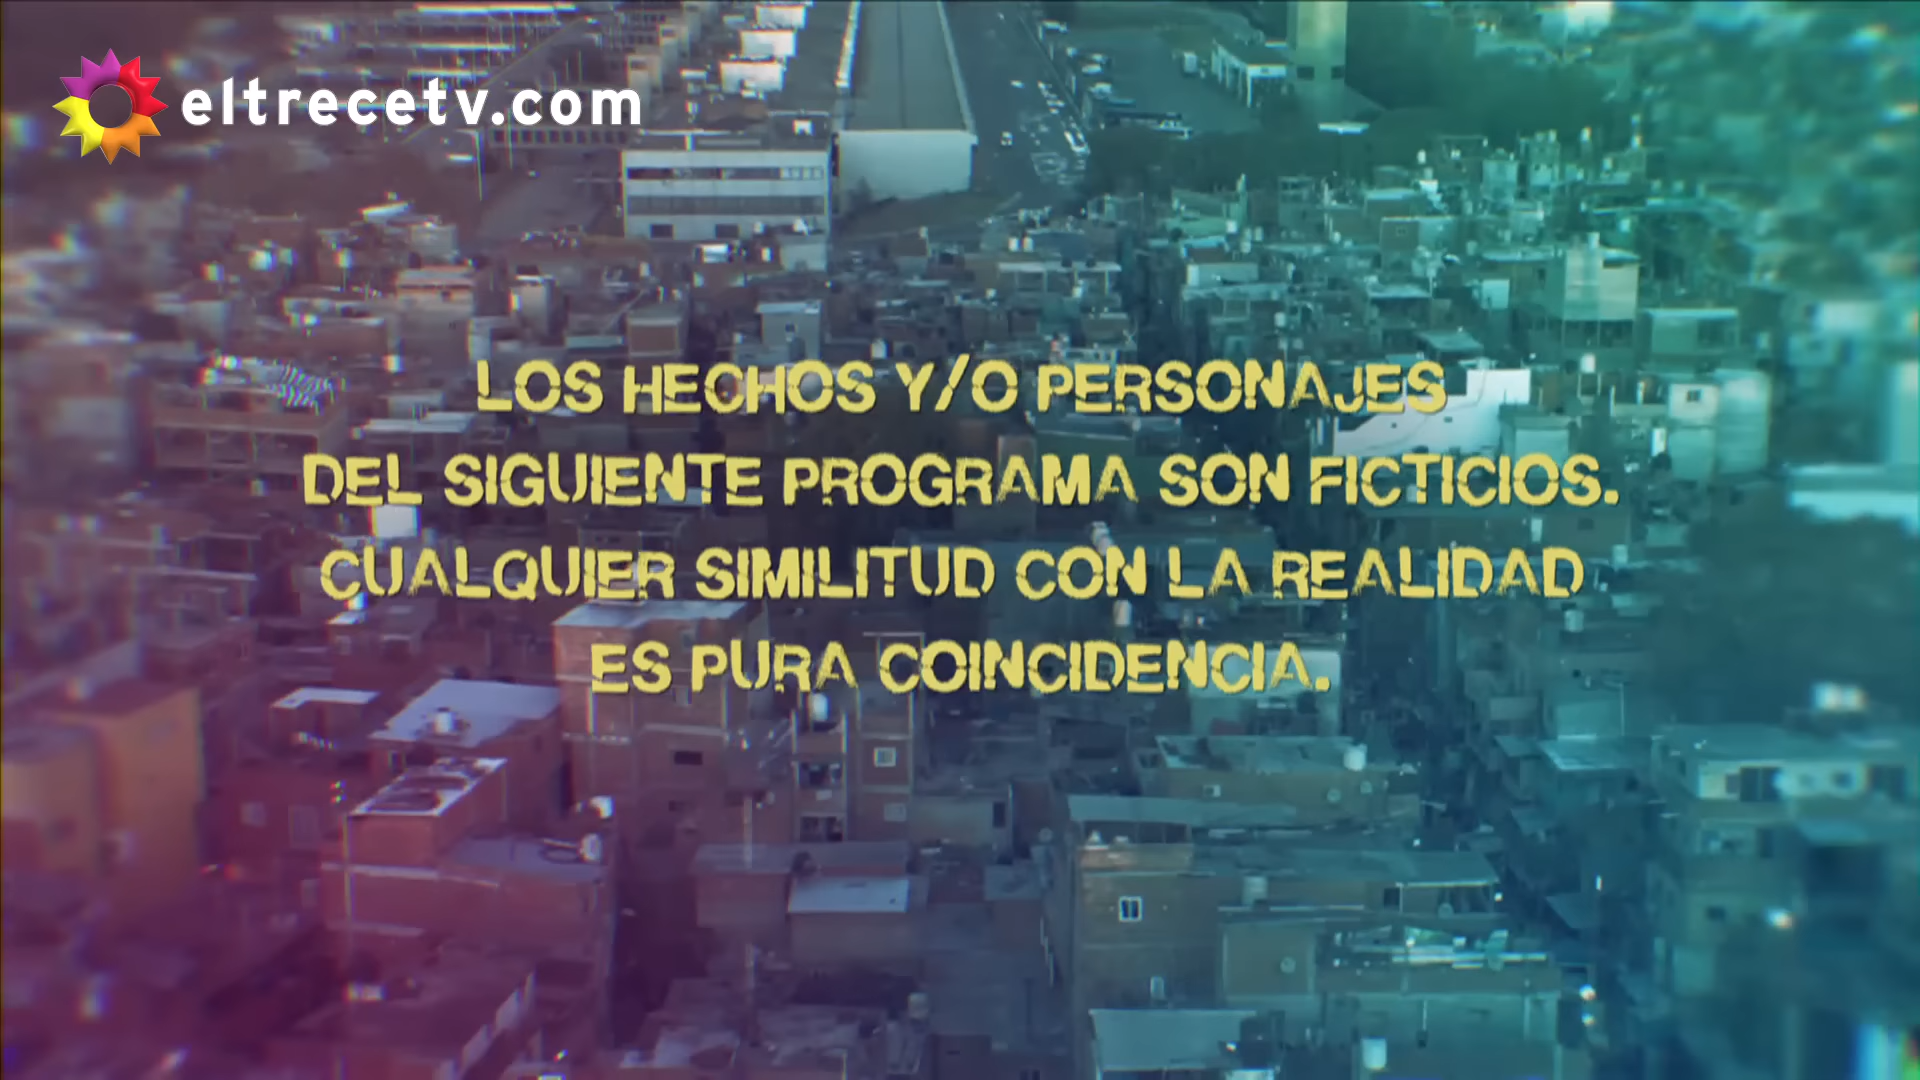 eltrecetv.com
LOS HECHOS Y/O PERSONAJES
DEL SIGUIENTE PROGRAMA SON FICTICIOS.
CUALQUIER SIMILITUD CON LA REALIDAD
ES PURA COINCIDENCIA.